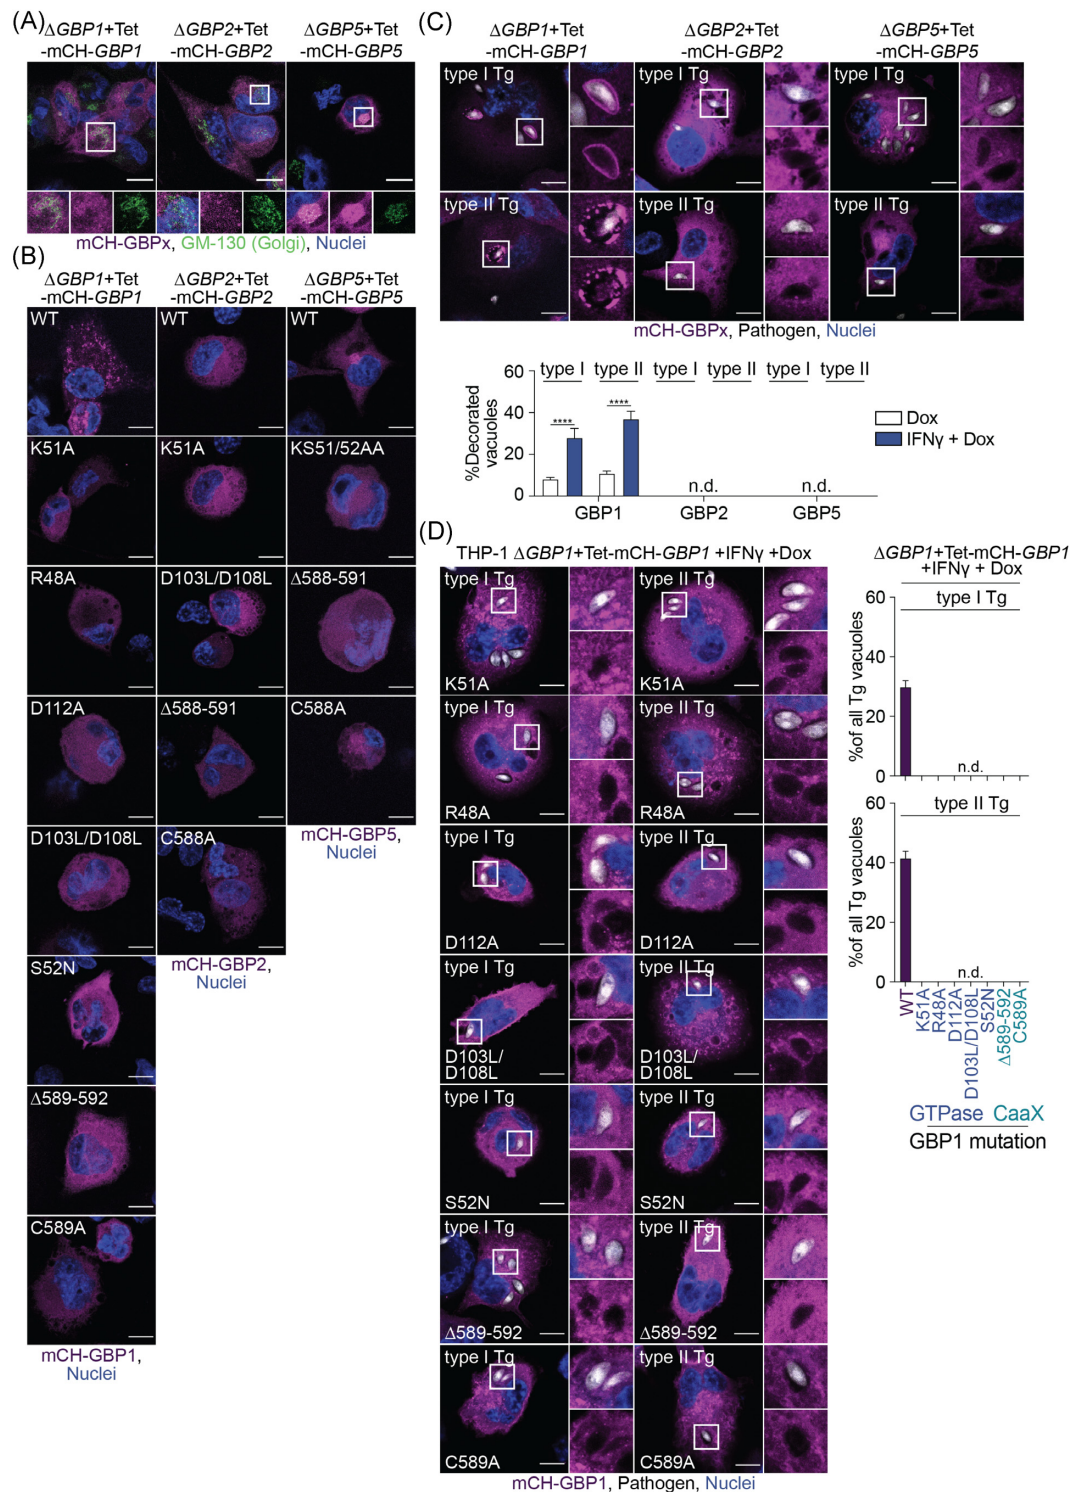 (A)
ΔGBP1+Tet
-mCH-GBP1
ΔGBP2+Tet
-mCH-GBP2
ΔGBP5+Tet
-mCH-GBP5
mCH-GBPx, GM-130 (Golgi), Nuclei
(B)
ΔGBP1+Tet
-mCH-GBP1
ΔGBP2+Tet
-mCH-GBP2
ΔGBP5+Tet
-mCH-GBP5
WT
WT
WT
K51A
K51A
KS51/52AA
R48A
D103L/D108L
Δ588-591
D112A
Δ588-591
C588A
mCH-GBP5,
Nuclei
D103L/D108L
C588A
mCH-GBP2,
Nuclei
S52N
Δ589-592
C589A
mCH-GBP1,
Nuclei
(C)
ΔGBP1+Tet
-mCH-GBP1
ΔGBP2+Tet
-mCH-GBP2
ΔGBP5+Tet
-mCH-GBP5
type I Tg
type I Tg
type I Tg
type II Tg
type II Tg
type II Tg
mCH-GBPx, Pathogen, Nuclei
type I type II type I type II type I type II
%Decorated
vacuoles
60
40
20
0
****
****
n.d.
n.d.
GBP1
GBP2
GBP5
Dox
IFNγ + Dox
(D)
THP-1 ΔGBP1+Tet-mCH-GBP1 +IFNγ +Dox
type I Tg
K51A
type II Tg
K51A
type I Tg
R48A
type II Tg
R48A
type I Tg
D112A
type II Tg
D112A
type I Tg
D103L/
D108L
type II Tg
D103L/
D108L
type I Tg
S52N
type II Tg
S52N
type I Tg
Δ589-592
type II Tg
Δ589-592
type I Tg
C589A
type II Tg
C589A
mCH-GBP1, Pathogen, Nuclei
ΔGBP1+Tet-mCH-GBP1
+IFNγ + Dox
type I Tg
%of all Tg vacuoles
60
40
20
0
n.d.
type II Tg
%of all Tg vacuoles
60
40
20
0
n.d.
WT
K51A
R48A
D112A
D103L/D108L
S52N
Δ589-592
C589A
GTPase CaaX
GBP1 mutation